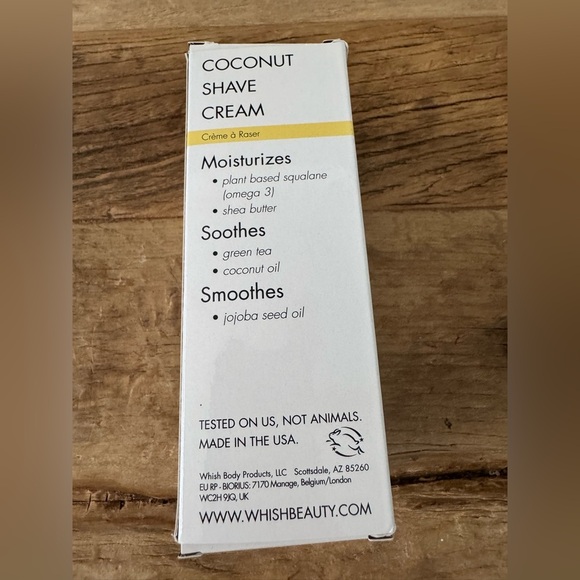 COCONUT
SHAVE
CREAM
Crème à Raser
Moisturizes
• plant based squalane
(omega 3)
• shea butter
Soothes
• green tea
• coconut oil
Smoothes
• jojoba seed oil
TESTED ON US, NOT ANIMALS.
MADE IN THE USA.
Whish Body Products, LLC Scottsdale, AZ 85260
EU RP - BIORIUS: 7170 Manage, Belgium/London
WC2H 9JQ, UK
WWW.WHISHBEAUTY.COM